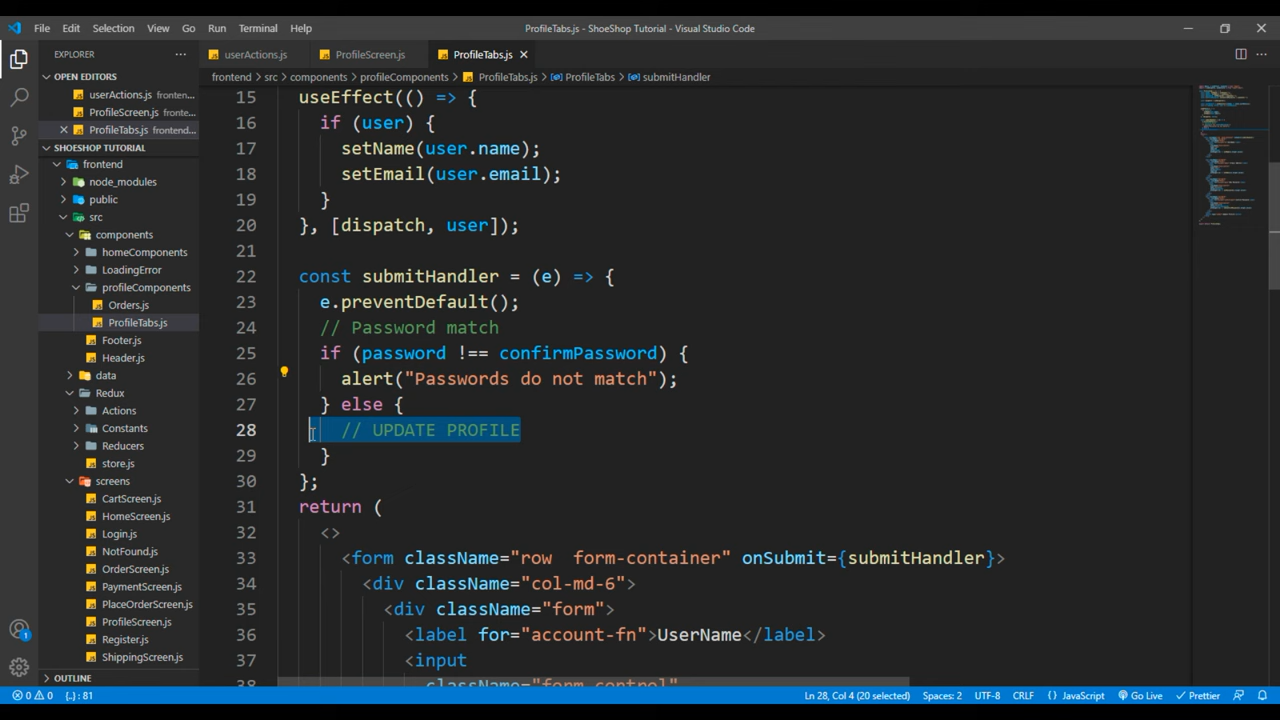 File Edit Selection View Go Run Terminal Help ProfileTabs.js - ShoeShop Tutorial - Visual Studio Code
EXPLORER
OPEN EDITORS
userActions.js frontend...
ProfileScreen.js fronte...
ProfileTabs.js frontend...
SHOESHOP TUTORIAL
frontend
node_modules
public
src
components
homeComponents
LoadingError
profileComponents
Orders.js
ProfileTabs.js
Footer.js
Header.js
data
Redux
Actions
Constants
Reducers
store.js
screens
CartScreen.js
HomeScreen.js
Login.js
NotFound.js
OrderScreen.js
PaymentScreen.js
PlaceOrderScreen.js
ProfileScreen.js
Register.js
ShippingScreen.js
OUTLINE
userActions.js ProfileScreen.js ProfileTabs.js
frontend > src > components > profileComponents > ProfileTabs.js > ProfileTabs > submitHandler
15 useEffect(() => {
16 if (user) {
17 setName(user.name);
18 setEmail(user.email);
19 }
20 }, [dispatch, user]);
21
22 const submitHandler = (e) => {
23 e.preventDefault();
24 // Password match
25 if (password !== confirmPassword) {
26 alert("Passwords do not match");
27 } else {
28 // UPDATE PROFILE
29 }
30 };
31 return (
32 <>
33 <form className="row  form-container" onSubmit={submitHandler}>
34 <div className="col-md-6">
35 <div className="form">
36 <label for="account-fn">UserName</label>
37 <input
38 className="form-control"
0 0 {..} : 81 Ln 28, Col 4 (20 selected) Spaces: 2 UTF-8 CRLF {} JavaScript Go Live Prettier
1